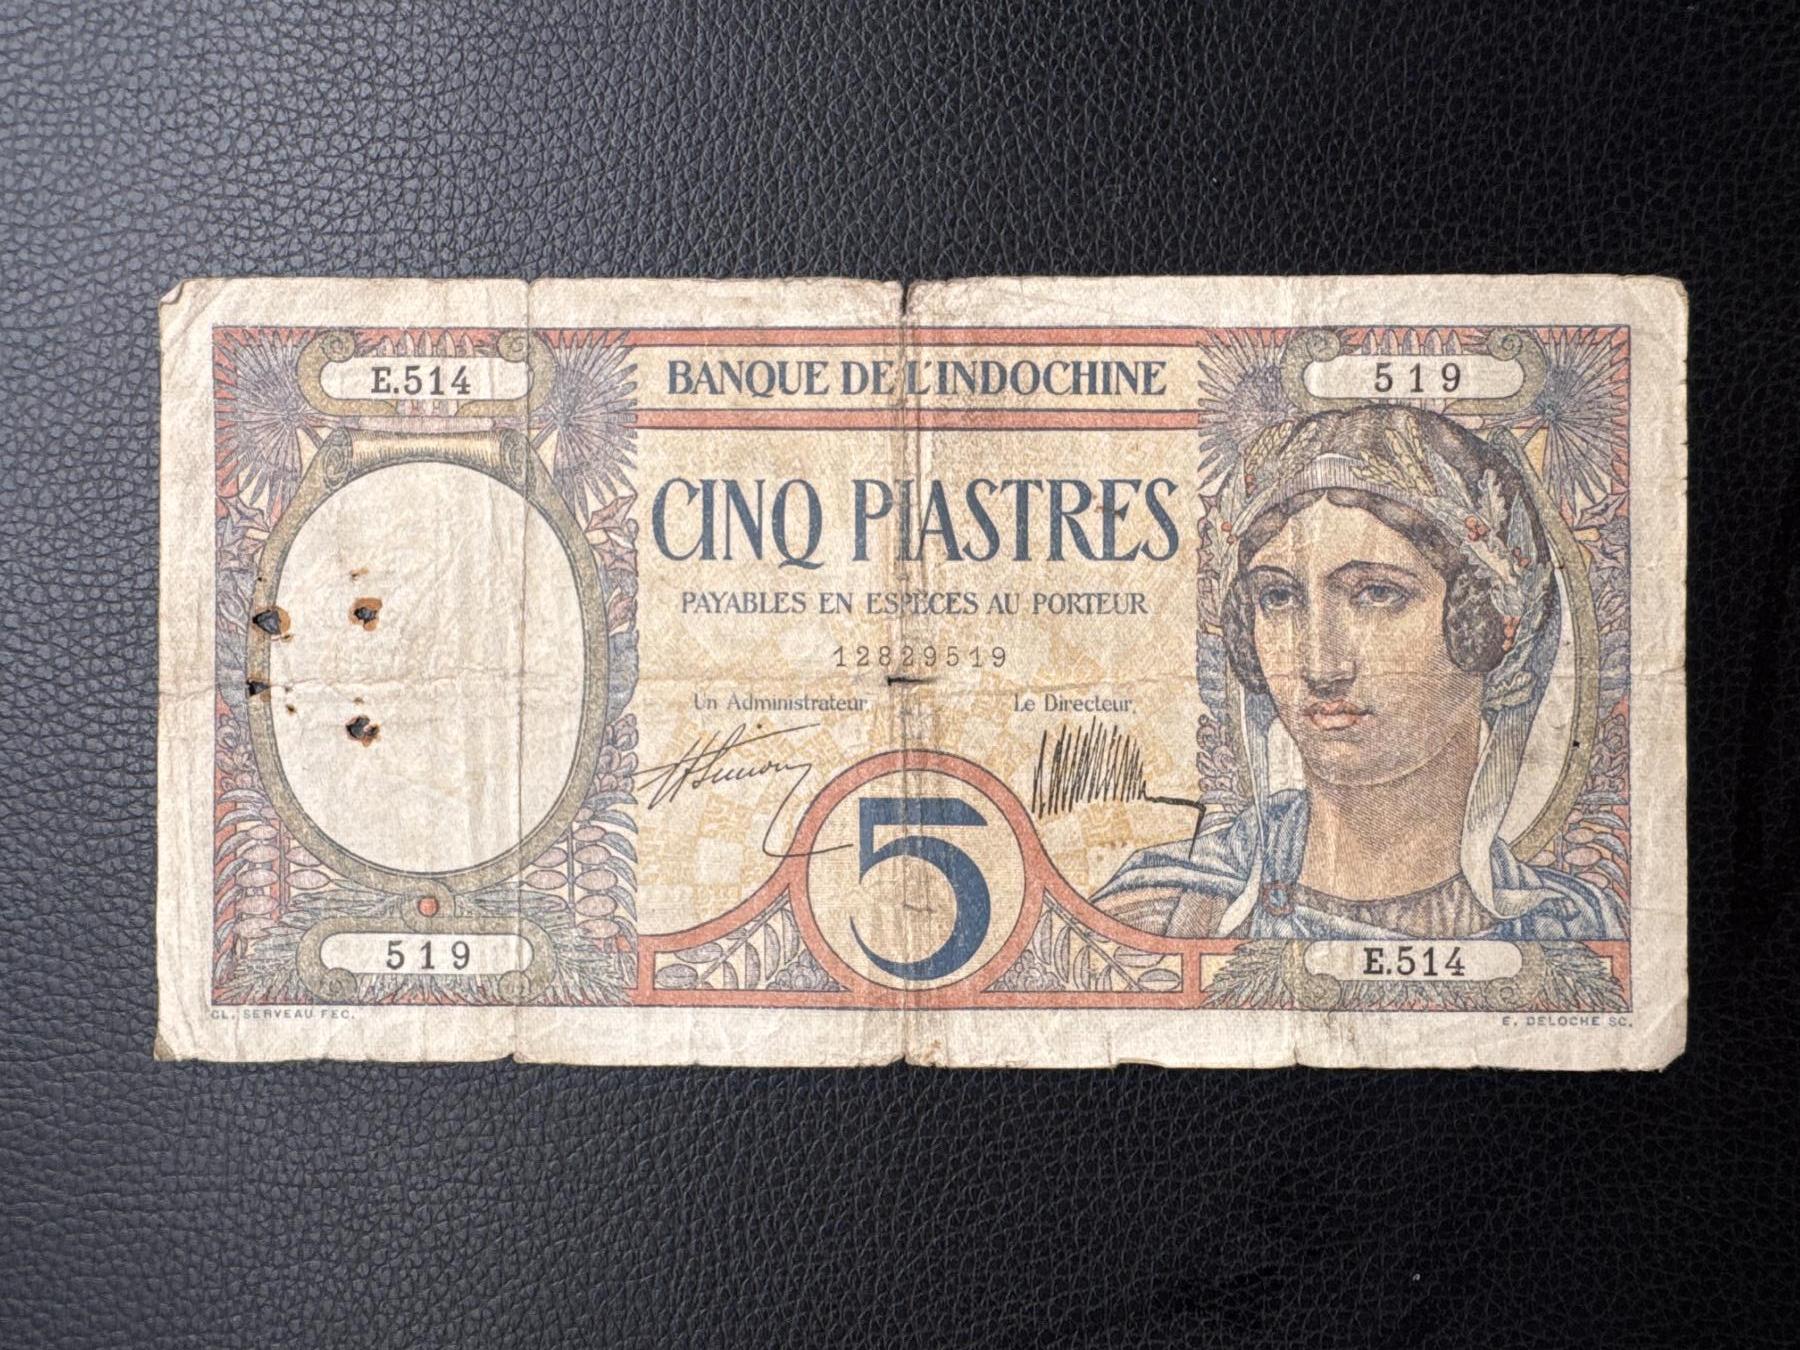 E.514
BANQUE DE L'INDOCHINE
519
CINQ PIASTRES
PAYABLES EN ESPÈCES AU PORTEUR
12829519
Un Administrateur,
Le Directeur,
5
519
E.514
CL. SERVEAU FEC.
E. DELOCHE SC.